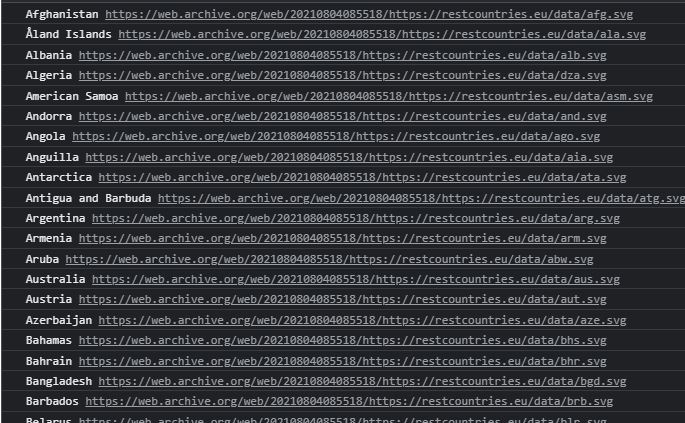 Afghanistan https://web.archive.org/web/20210804085518/https://restcountries.eu/data/afg.svg
Åland Islands https://web.archive.org/web/20210804085518/https://restcountries.eu/data/ala.svg
Albania https://web.archive.org/web/20210804085518/https://restcountries.eu/data/alb.svg
Algeria https://web.archive.org/web/20210804085518/https://restcountries.eu/data/dza.svg
American Samoa https://web.archive.org/web/20210804085518/https://restcountries.eu/data/asm.svg
Andorra https://web.archive.org/web/20210804085518/https://restcountries.eu/data/and.svg
Angola https://web.archive.org/web/20210804085518/https://restcountries.eu/data/ago.svg
Anguilla https://web.archive.org/web/20210804085518/https://restcountries.eu/data/aia.svg
Antarctica https://web.archive.org/web/20210804085518/https://restcountries.eu/data/ata.svg
Antigua and Barbuda https://web.archive.org/web/20210804085518/https://restcountries.eu/data/atg.svg
Argentina https://web.archive.org/web/20210804085518/https://restcountries.eu/data/arg.svg
Armenia https://web.archive.org/web/20210804085518/https://restcountries.eu/data/arm.svg
Aruba https://web.archive.org/web/20210804085518/https://restcountries.eu/data/abw.svg
Australia https://web.archive.org/web/20210804085518/https://restcountries.eu/data/aus.svg
Austria https://web.archive.org/web/20210804085518/https://restcountries.eu/data/aut.svg
Azerbaijan https://web.archive.org/web/20210804085518/https://restcountries.eu/data/aze.svg
Bahamas https://web.archive.org/web/20210804085518/https://restcountries.eu/data/bhs.svg
Bahrain https://web.archive.org/web/20210804085518/https://restcountries.eu/data/bhr.svg
Bangladesh https://web.archive.org/web/20210804085518/https://restcountries.eu/data/bgd.svg
Barbados https://web.archive.org/web/20210804085518/https://restcountries.eu/data/brb.svg
Belarus https://web.archive.org/web/20210804085518/https://restcountries.eu/data/blr.svg